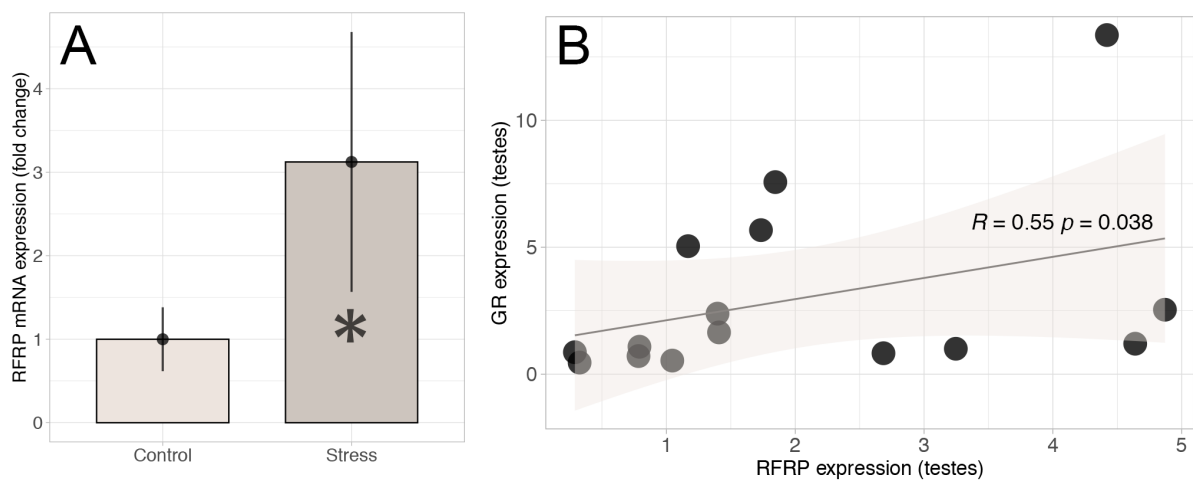 A
RFRP mRNA expression (fold change)
4
3
2
1
0
*
Control
Stress
B
GR expression (testes)
10
5
0
R = 0.55 p = 0.038
1
2
3
4
5
RFRP expression (testes)